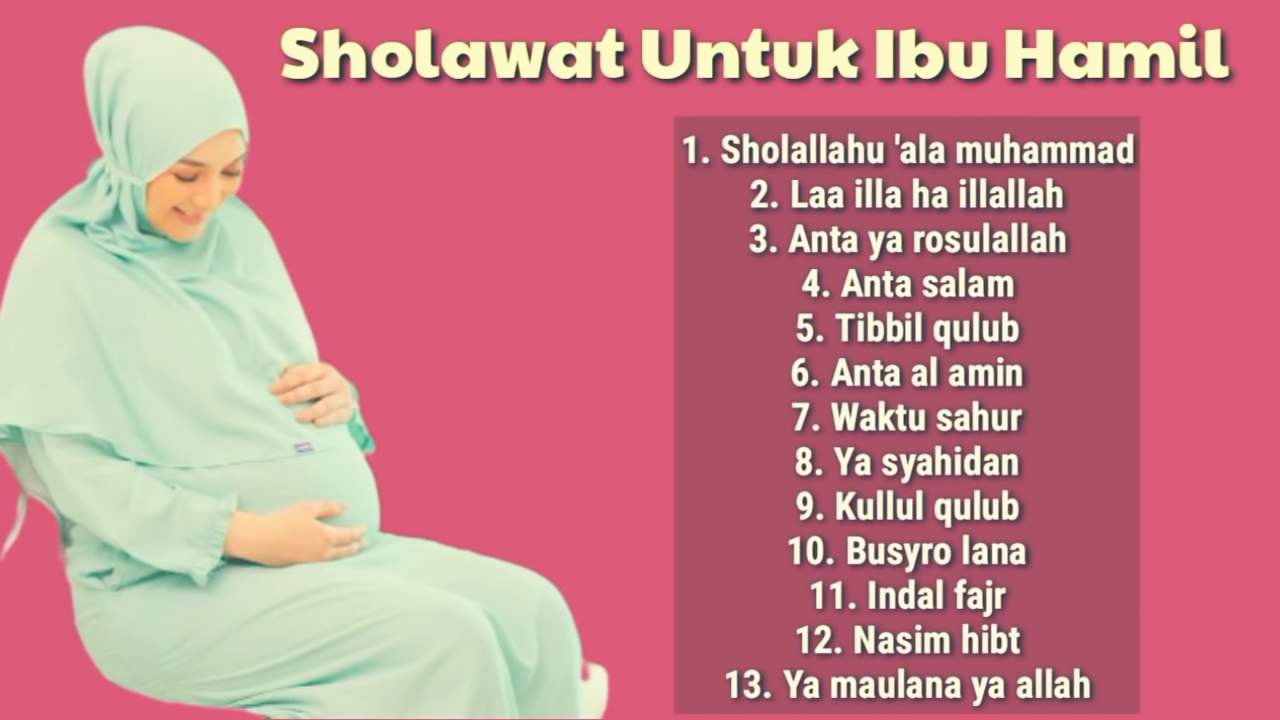 Sholawat Untuk Ibu Hamil
1. Sholallahu 'ala muhammad
2. Laa illa ha illallah
3. Anta ya rosulallah
4. Anta salam
5. Tibbil qulub
6. Anta al amin
7. Waktu sahur
8. Ya syahidan
9. Kullul qulub
10. Busyro lana
11. Indal fajr
12. Nasim hibt
13. Ya maulana ya allah